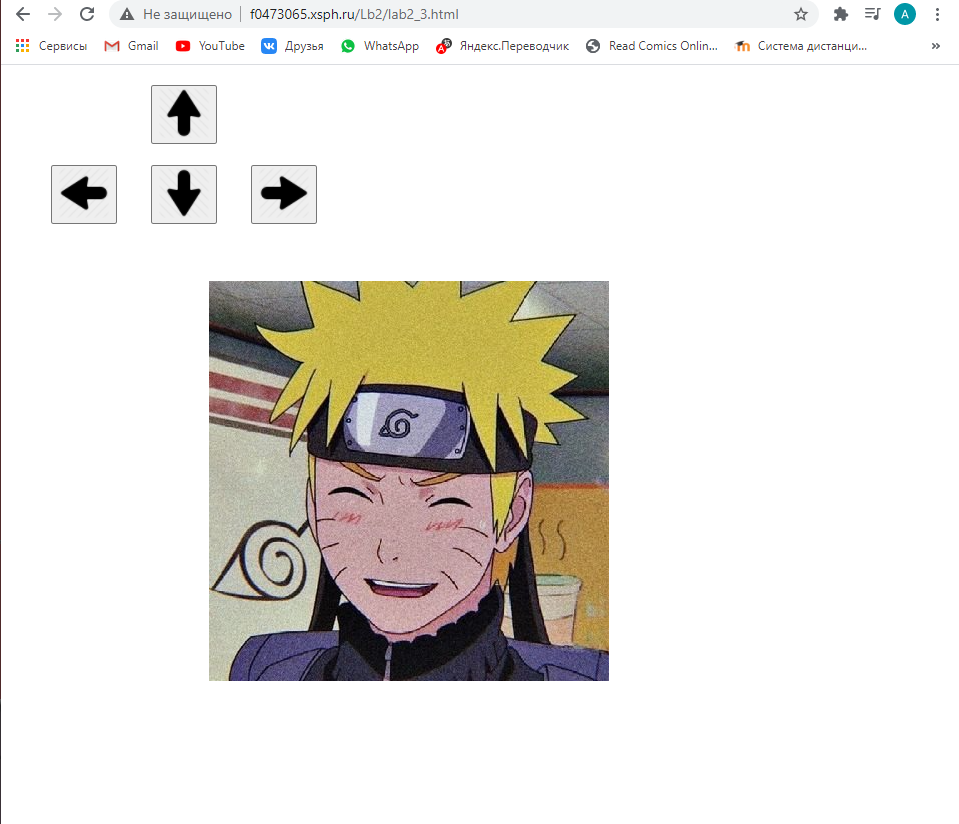 Не защищено f0473065.xsph.ru/Lb2/lab2_3.html A
Сервисы Gmail YouTube Друзья WhatsApp Яндекс.Переводчик Read Comics Onlin... Система дистанци... »